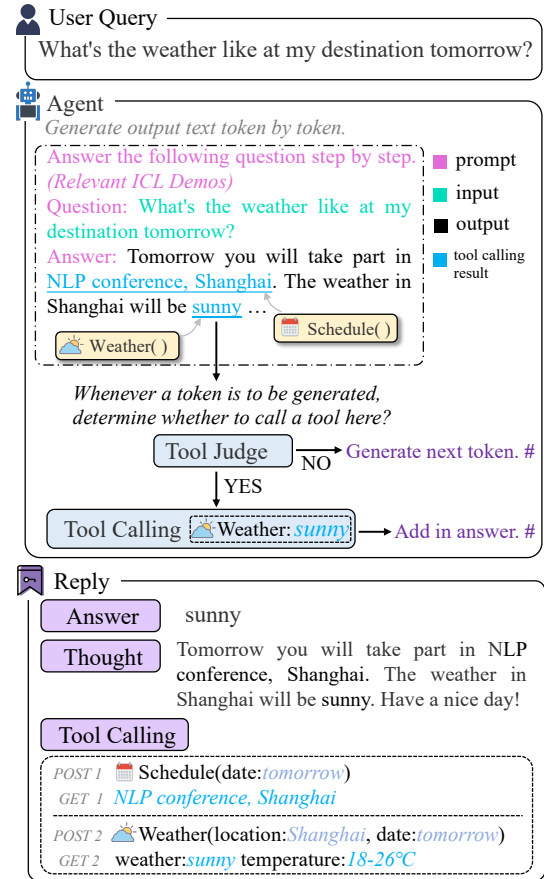 User Query
What's the weather like at my destination tomorrow?
Agent
Generate output text token by token.
Answer the following question step by step.
(Relevant ICL Demos)
Question: What's the weather like at my
destination tomorrow?
Answer: Tomorrow you will take part in
NLP conference, Shanghai. The weather in
Shanghai will be sunny ...
Weather( )
Schedule( )
prompt
input
output
tool calling
result
Whenever a token is to be generated,
determine whether to call a tool here?
Tool Judge
NO
Generate next token. #
YES
Tool Calling
Weather:sunny
Add in answer. #
Reply
Answer
sunny
Thought
Tomorrow you will take part in NLP
conference, Shanghai. The weather in
Shanghai will be sunny. Have a nice day!
Tool Calling
POST 1 Schedule(date:tomorrow)
GET 1 NLP conference, Shanghai
POST 2 Weather(location:Shanghai, date:tomorrow)
GET 2 weather:sunny temperature:18-26℃